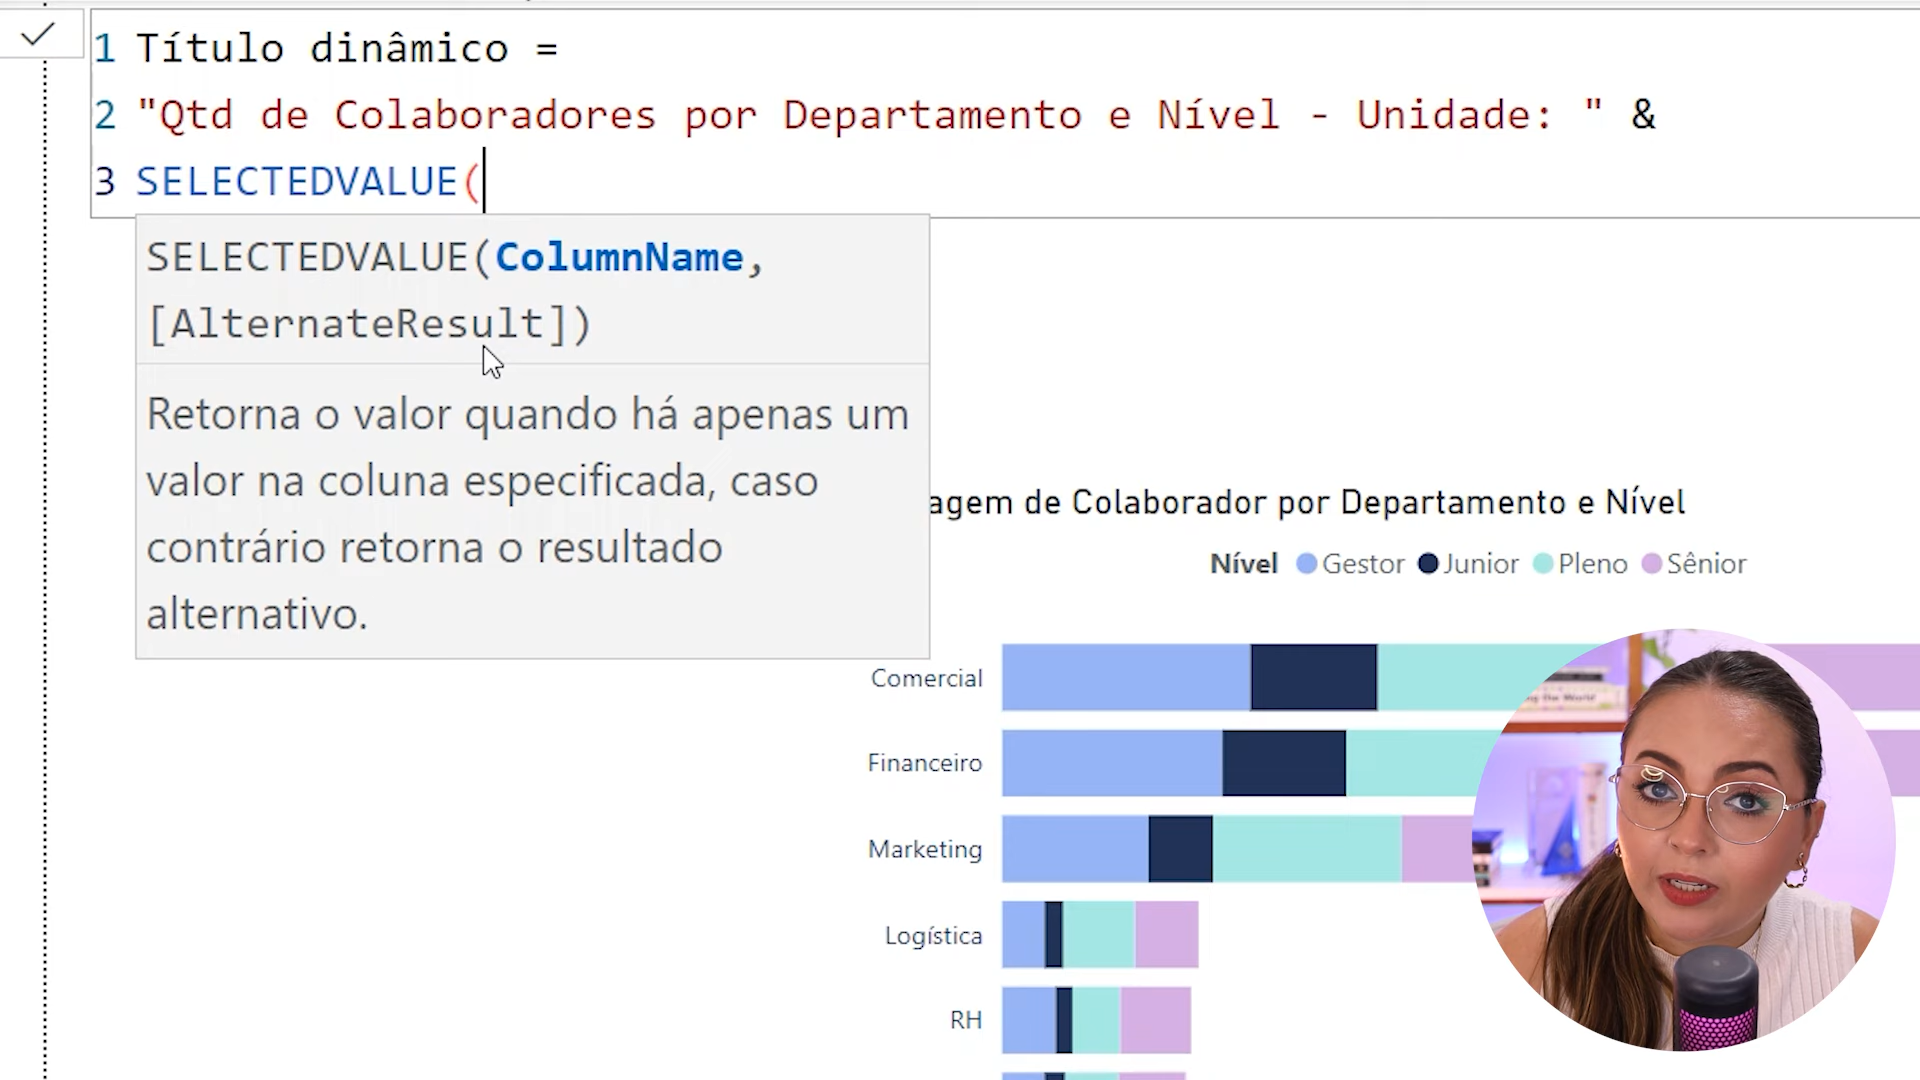 1 Título dinâmico =
2 "Qtd de Colaboradores por Departamento e Nível - Unidade: " &
3 SELECTEDVALUE(
SELECTEDVALUE(ColumnName,
[AlternateResult])
Retorna o valor quando há apenas um
valor na coluna especificada, caso
contrário retorna o resultado
alternativo.
agem de Colaborador por Departamento e Nível
Nível Gestor Junior Pleno Sênior
Comercial
Financeiro
Marketing
Logística
RH